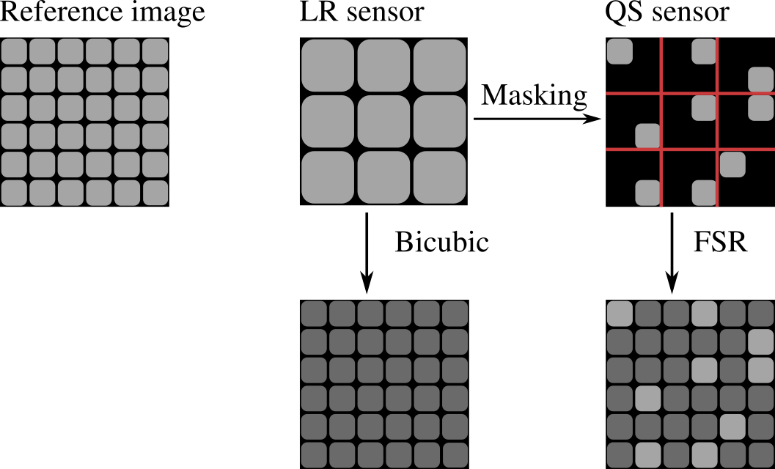 Reference image
LR sensor
QS sensor
Masking
Bicubic
FSR